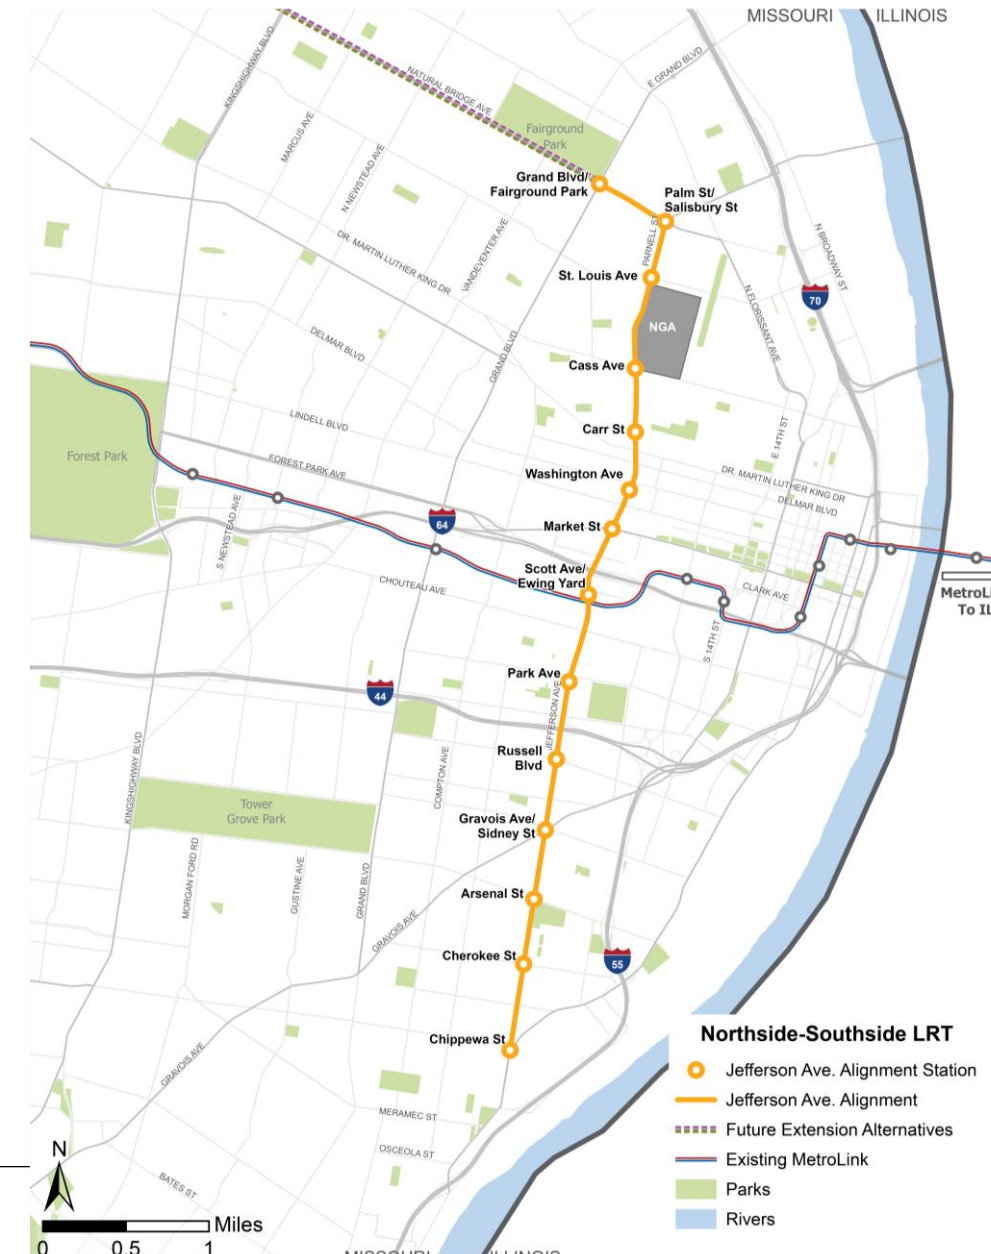 MISSOURI
ILLINOIS
KINGSHIGHWAY BLVD
E GRAND BLVD
NATURAL BRIDGE AVE
MARCUS AVE
Fairground
Park
N NEWSTEAD AVE
Grand Blvd/
Fairground Park
Palm St/
Salisbury St
VANDEVENTER AVE
PARNELL ST
N BROADWAY ST
DR. MARTIN LUTHER KING DR
St. Louis Ave
70
N FLORISSANT AVE
NGA
DELMAR BLVD
GRAND BLVD
Cass Ave
LINDELL BLVD
Carr St
E 14TH ST
Forest Park
FOREST PARK AVE
Washington Ave
DR. MARTIN LUTHER KING DR
DELMAR BLVD
64
Market St
S NEWSTEAD AVE
Scott Ave/
Ewing Yard
CHOUTEAU AVE
CLARK AVE
MetroLi
To IL
S 14TH ST
Park Ave
44
JEFFERSON AVE
Russell
Blvd
KINGSHIGHWAY BLVD
COMPTON AVE
Tower
Grove Park
Gravois Ave/
Sidney St
MORGAN FORD RD
GUSTINE AVE
GRAND BLVD
Arsenal St
GRAVOIS AVE
Cherokee St
55
Chippewa St
GRAVOIS AVE
MERAMEC ST
OSCEOLA ST
BATES ST
N
Miles
0 0.5 1
Northside-Southside LRT
Jefferson Ave. Alignment Station
Jefferson Ave. Alignment
Future Extension Alternatives
Existing MetroLink
Parks
Rivers
MISSOURI
ILLINOIS